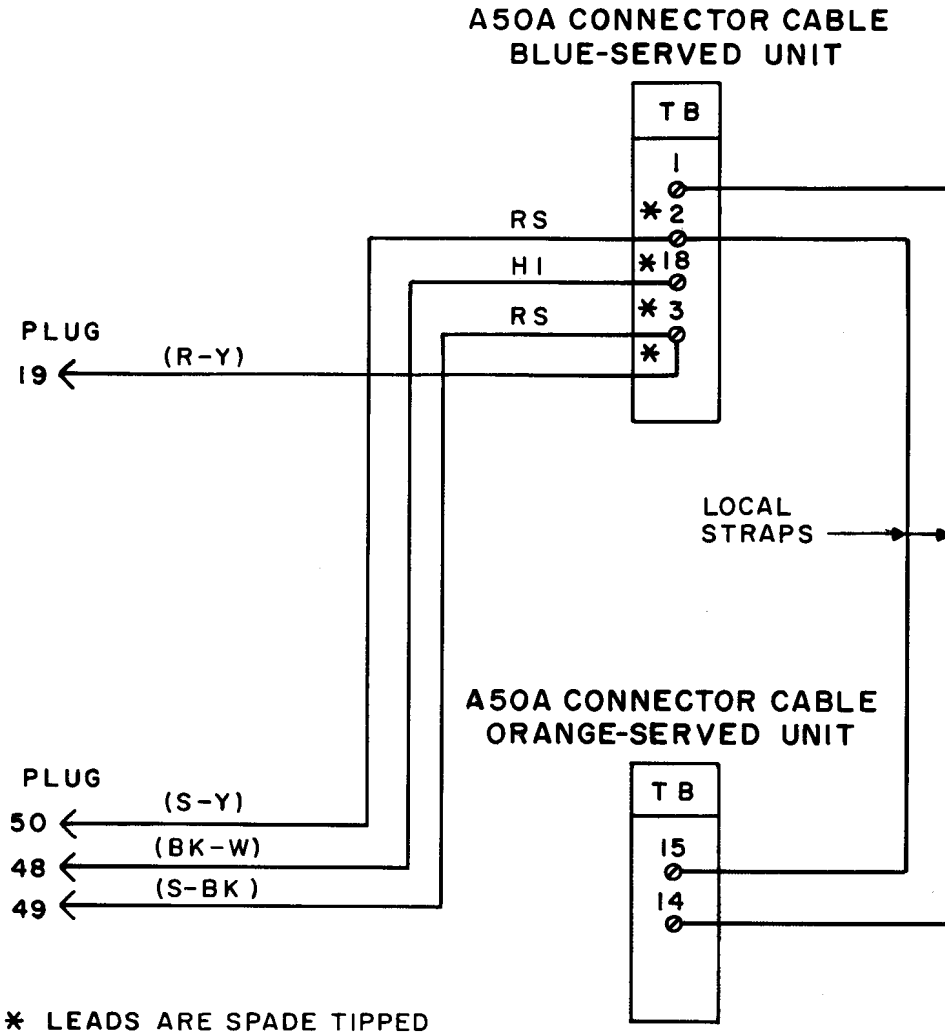 A50A CONNECTOR CABLE
BLUE-SERVED UNIT
TB
1
* 2
RS
* 18
HI
* 3
RS
*
PLUG
19 (R-Y)
LOCAL
STRAPS
A50A CONNECTOR CABLE
ORANGE-SERVED UNIT
TB
PLUG
50 (S-Y)
48 (BK-W)
49 (S-BK)
15
14
* LEADS ARE SPADE TIPPED